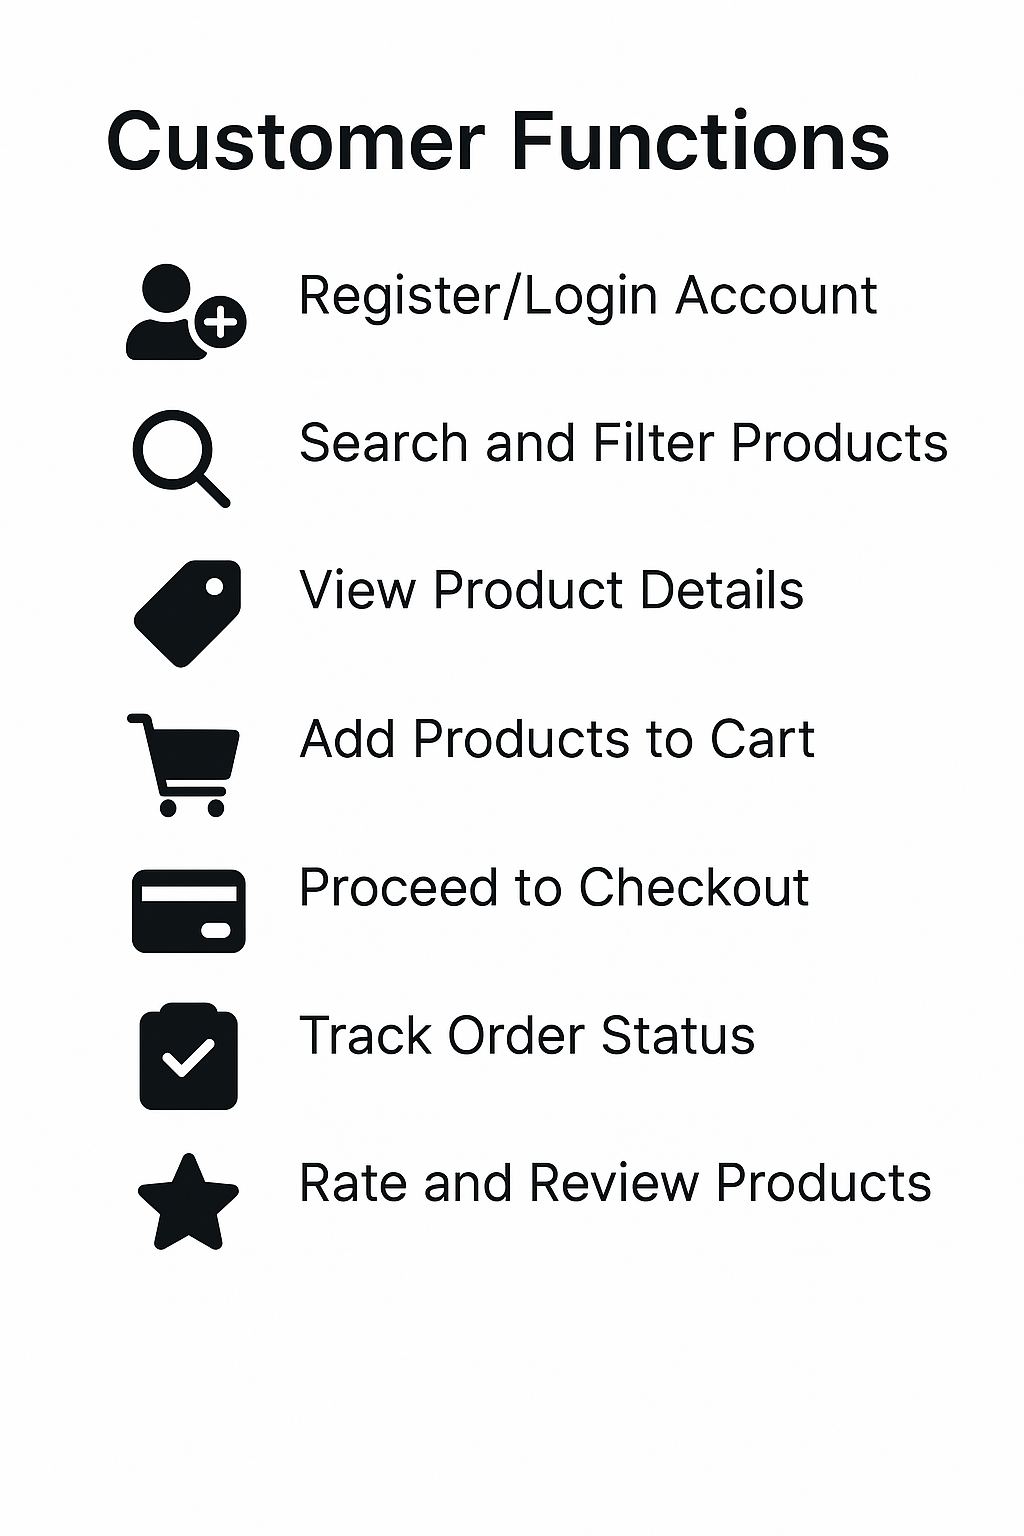 Customer Functions
Register/Login Account
Search and Filter Products
View Product Details
Add Products to Cart
Proceed to Checkout
Track Order Status
Rate and Review Products